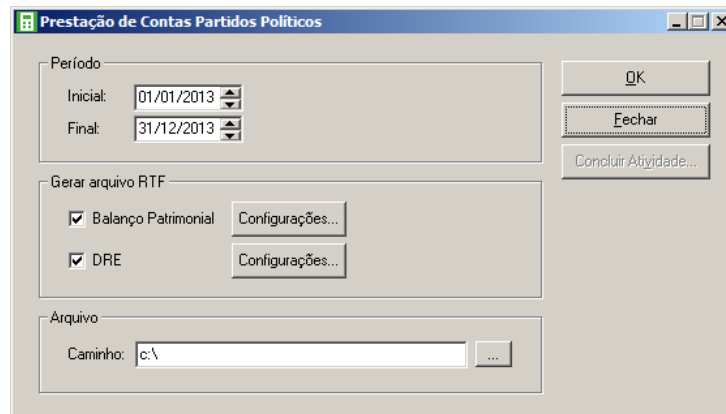 Prestação de Contas Partidos Políticos
Período
Inicial: 01/01/2013
Final: 31/12/2013
OK
Fechar
Concluir Atividade...
Gerar arquivo RTF
Balanço Patrimonial Configurações...
DRE Configurações...
Arquivo
Caminho: c:\ ...